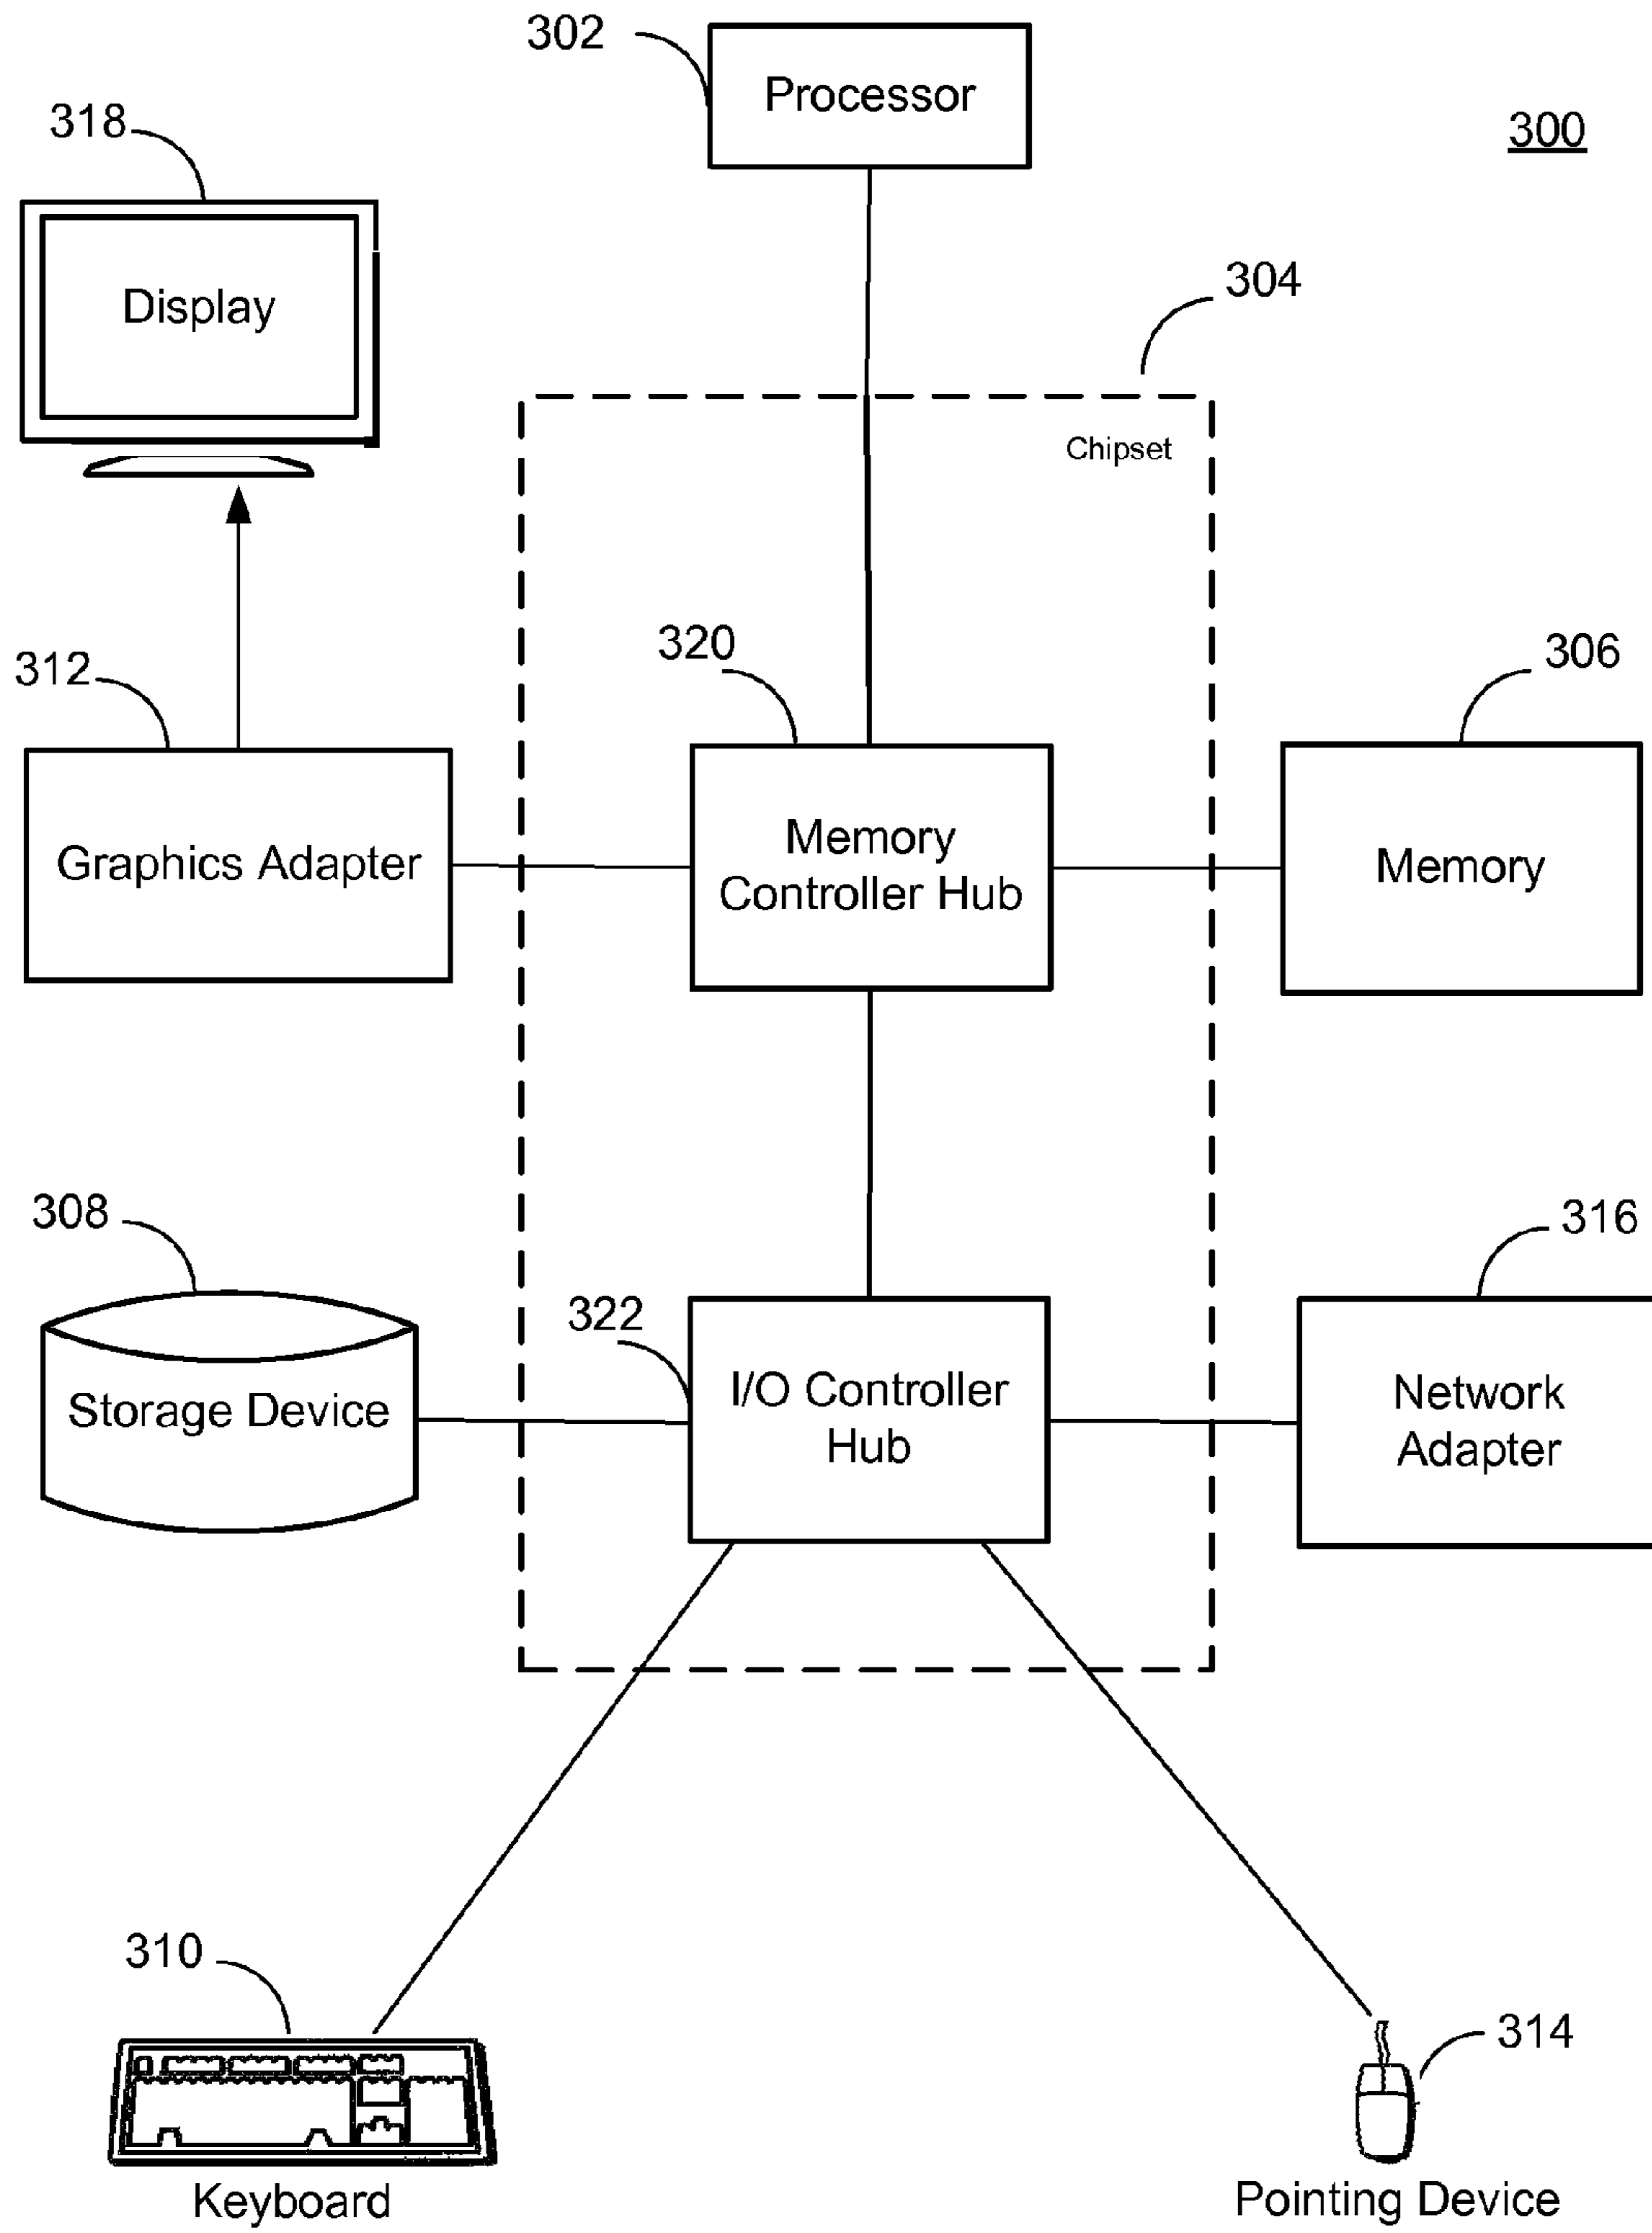 302
Processor
300
318
Display
304
Chipset
320
312
306
Graphics Adapter
Memory
Controller Hub
Memory
308
322
316
Storage Device
I/O Controller
Hub
Network
Adapter
310
314
Keyboard
Pointing Device